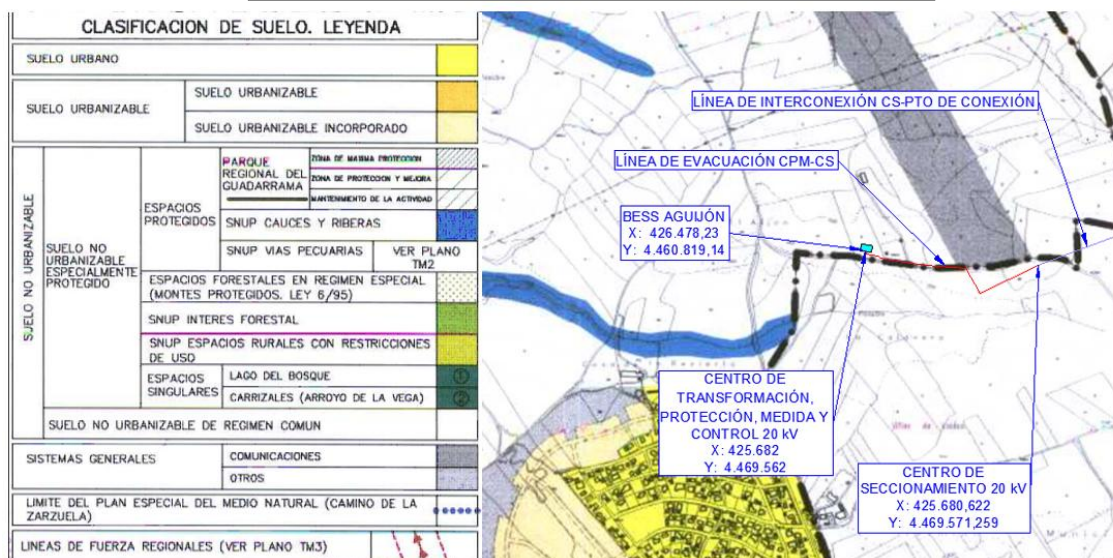 CLASIFICACION DE SUELO. LEYENDA
SUELO URBANO
SUELO URBANIZABLE
SUELO URBANIZABLE
SUELO URBANIZABLE INCORPORADO
SUELO NO URBANIZABLE
SUELO NO
URBANIZABLE
ESPECIALMENTE
PROTEGIDO
ESPACIOS
PROTEGIDOS
PARQUE
REGIONAL DEL
GUADARRAMA
ZONA DE MAXIMA PROTECCION
ZONA DE PROTECCION Y MEJORA
MANTENIMIENTO DE LA ACTIVIDAD
SNUP CAUCES Y RIBERAS
SNUP VIAS PECUARIAS
VER PLANO
TM2
ESPACIOS FORESTALES EN REGIMEN ESPECIAL
(MONTES PROTEGIDOS. LEY 6/95)
SNUP INTERES FORESTAL
SNUP ESPACIOS RURALES CON RESTRICCIONES
DE USO
ESPACIOS
SINGULARES
LAGO DEL BOSQUE
1
CARRIZALES (ARROYO DE LA VEGA)
2
SUELO NO URBANIZABLE DE REGIMEN COMUN
SISTEMAS GENERALES
COMUNICACIONES
OTROS
LIMITE DEL PLAN ESPECIAL DEL MEDIO NATURAL (CAMINO DE LA
ZARZUELA)
LINEAS DE FUERZA REGIONALES (VER PLANO TM3)
LÍNEA DE INTERCONEXIÓN CS-PTO DE CONEXIÓN
LÍNEA DE EVACUACIÓN CPM-CS
BESS AGUIJÓN
X: 426.478,23
Y: 4.460.819,14
CENTRO DE
TRANSFORMACIÓN,
PROTECCIÓN, MEDIDA Y
CONTROL 20 kV
X: 425.682
Y: 4.469.562
CENTRO DE
SECCIONAMIENTO 20 kV
X: 425.680,622
Y: 4.469.571,259